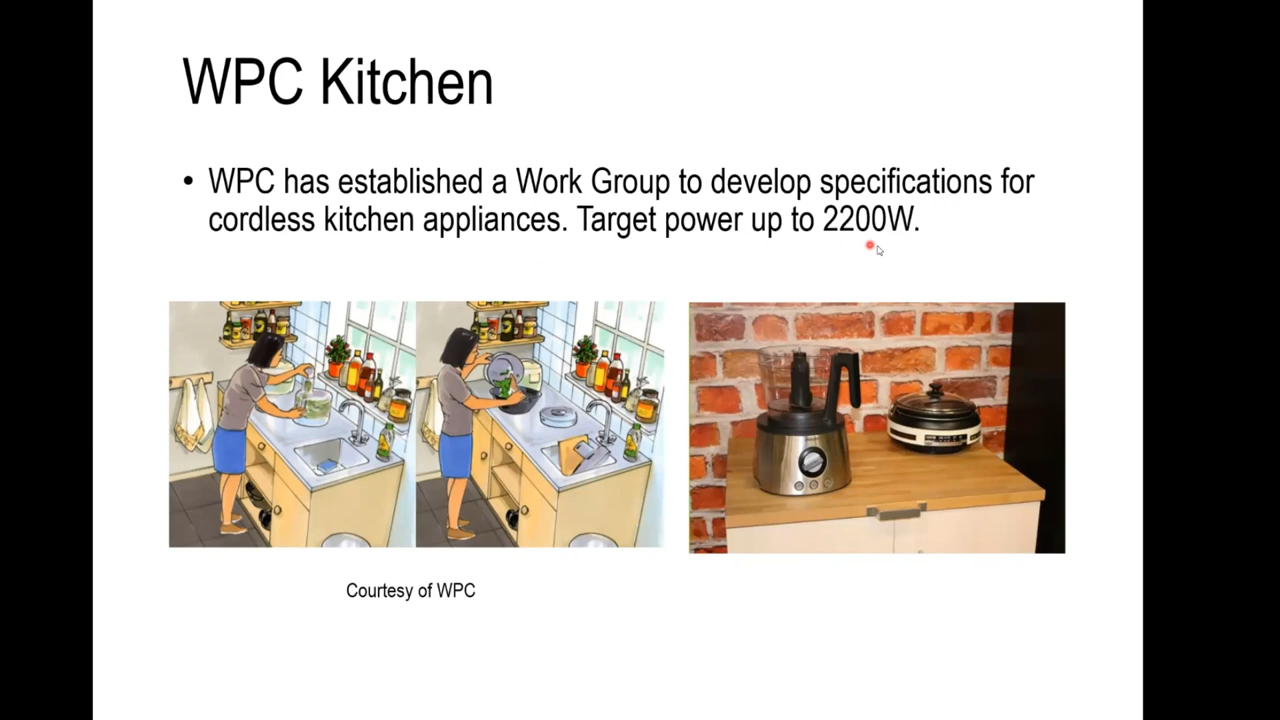 WPC Kitchen
• WPC has established a Work Group to develop specifications for
cordless kitchen appliances. Target power up to 2200W.
Courtesy of WPC